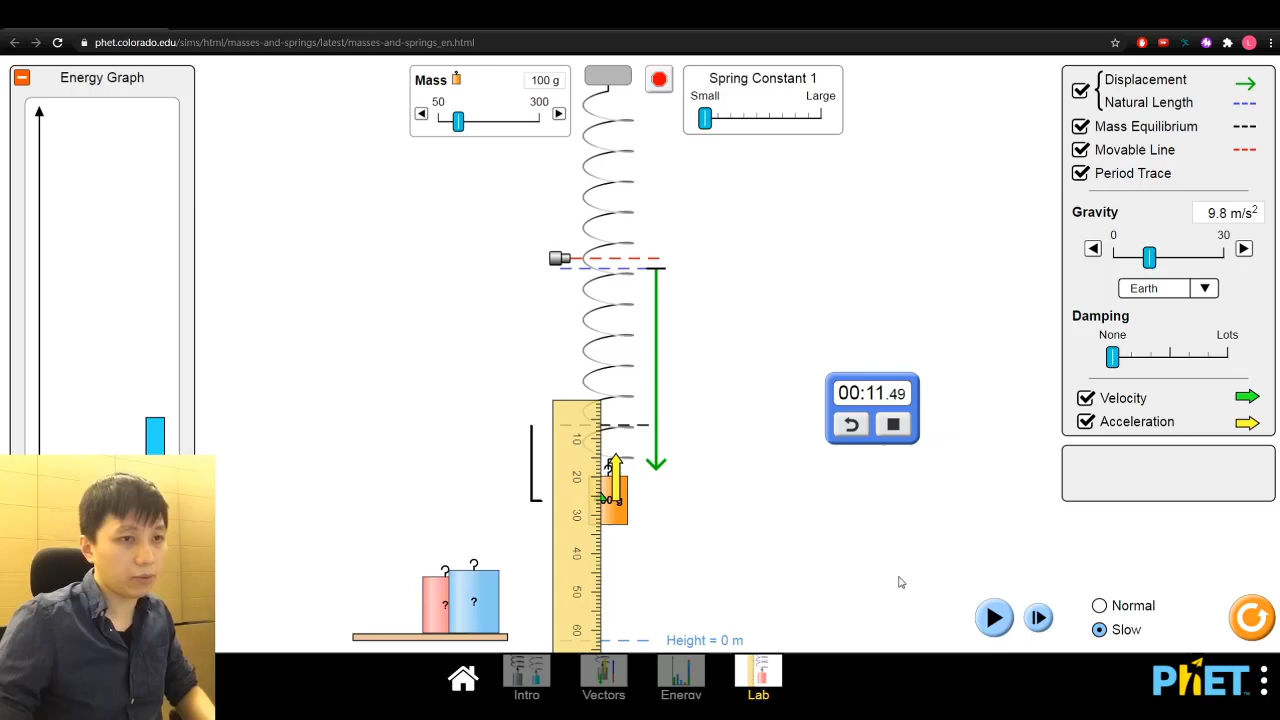 phet.colorado.edu/sims/html/masses-and-springs/latest/masses-and-springs_en.html
L
Energy Graph
Mass
100 g
50
300
Spring Constant 1
Small
Large
Displacement
Natural Length
Mass Equilibrium
Movable Line
Period Trace
Gravity
9.8 m/s²
0
30
Earth
Damping
None
Lots
Velocity
Acceleration
00:11.49
10
20
30
40
50
60
?
?
?
?
?
Height = 0 m
Normal
Slow
Intro
Vectors
Energy
Lab
PhET